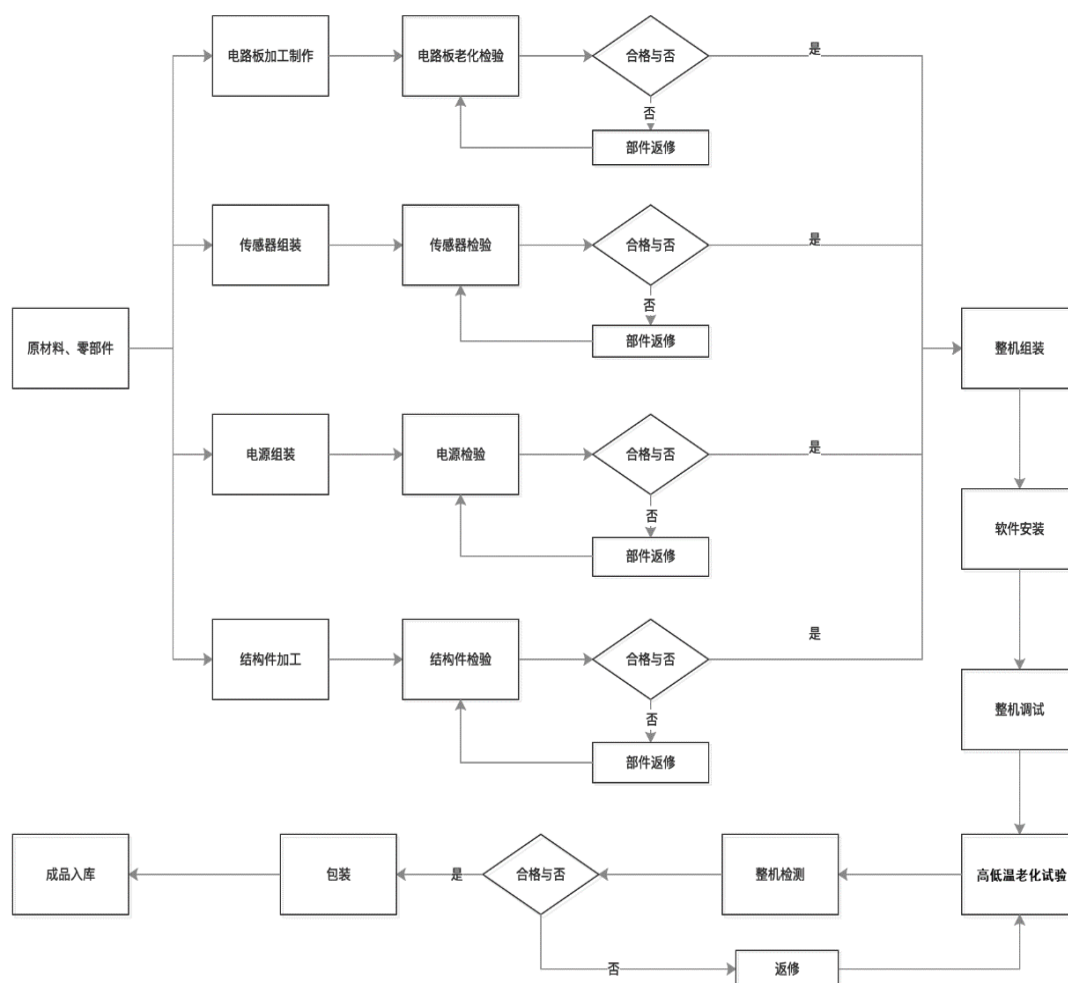 电路板加工制作
电路板老化检验
合格与否
是
否
部件返修
传感器组装
传感器检验
合格与否
是
否
部件返修
原材料、零部件
整机组装
电源组装
电源检验
合格与否
是
否
部件返修
软件安装
结构件加工
结构件检验
合格与否
是
否
部件返修
整机调试
成品入库
包装
是
合格与否
整机检测
高低温老化试验
否
返修